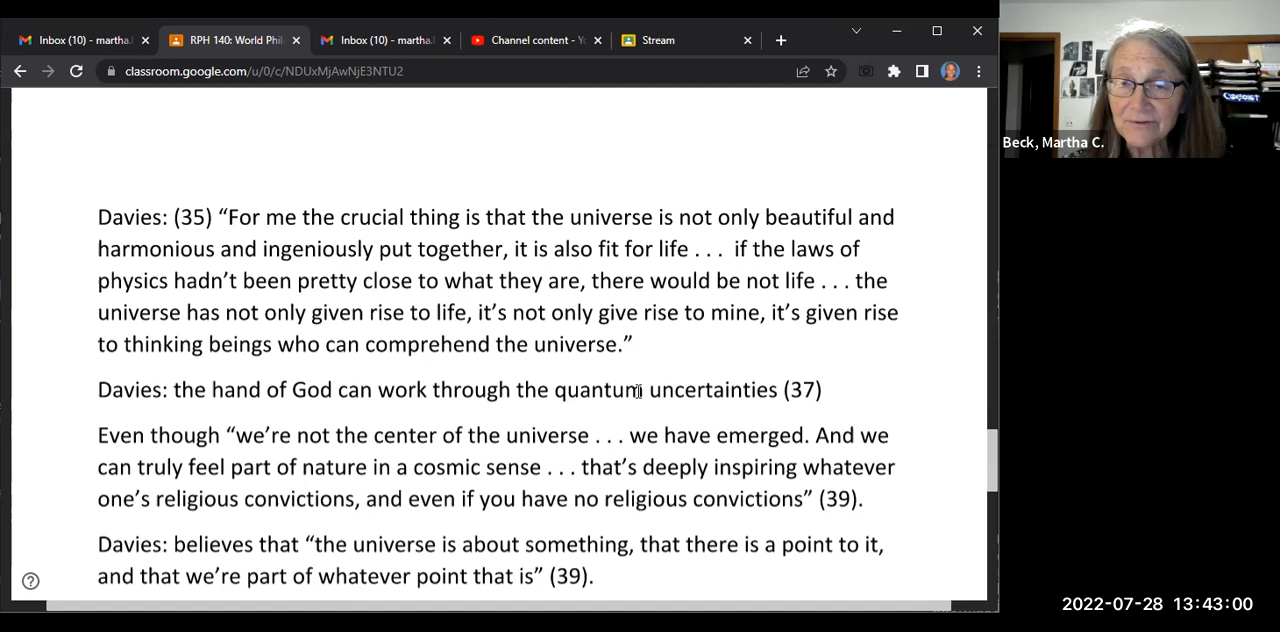 Inbox (10) - martha.
RPH 140: World Phil
Inbox (10) - martha.
Channel content - Yo
Stream
classroom.google.com/u/0/c/NDUxMjAwNjE3NTU2
Davies: (35) “For me the crucial thing is that the universe is not only beautiful and
harmonious and ingeniously put together, it is also fit for life . . .  if the laws of
physics hadn’t been pretty close to what they are, there would be not life . . . the
universe has not only given rise to life, it’s not only give rise to mine, it’s given rise
to thinking beings who can comprehend the universe.”
Davies: the hand of God can work through the quantum uncertainties (37)
Even though “we’re not the center of the universe . . . we have emerged. And we
can truly feel part of nature in a cosmic sense . . . that’s deeply inspiring whatever
one’s religious convictions, and even if you have no religious convictions” (39).
Davies: believes that “the universe is about something, that there is a point to it,
and that we’re part of whatever point that is” (39).
Beck, Martha C.
2022-07-28 13:43:00